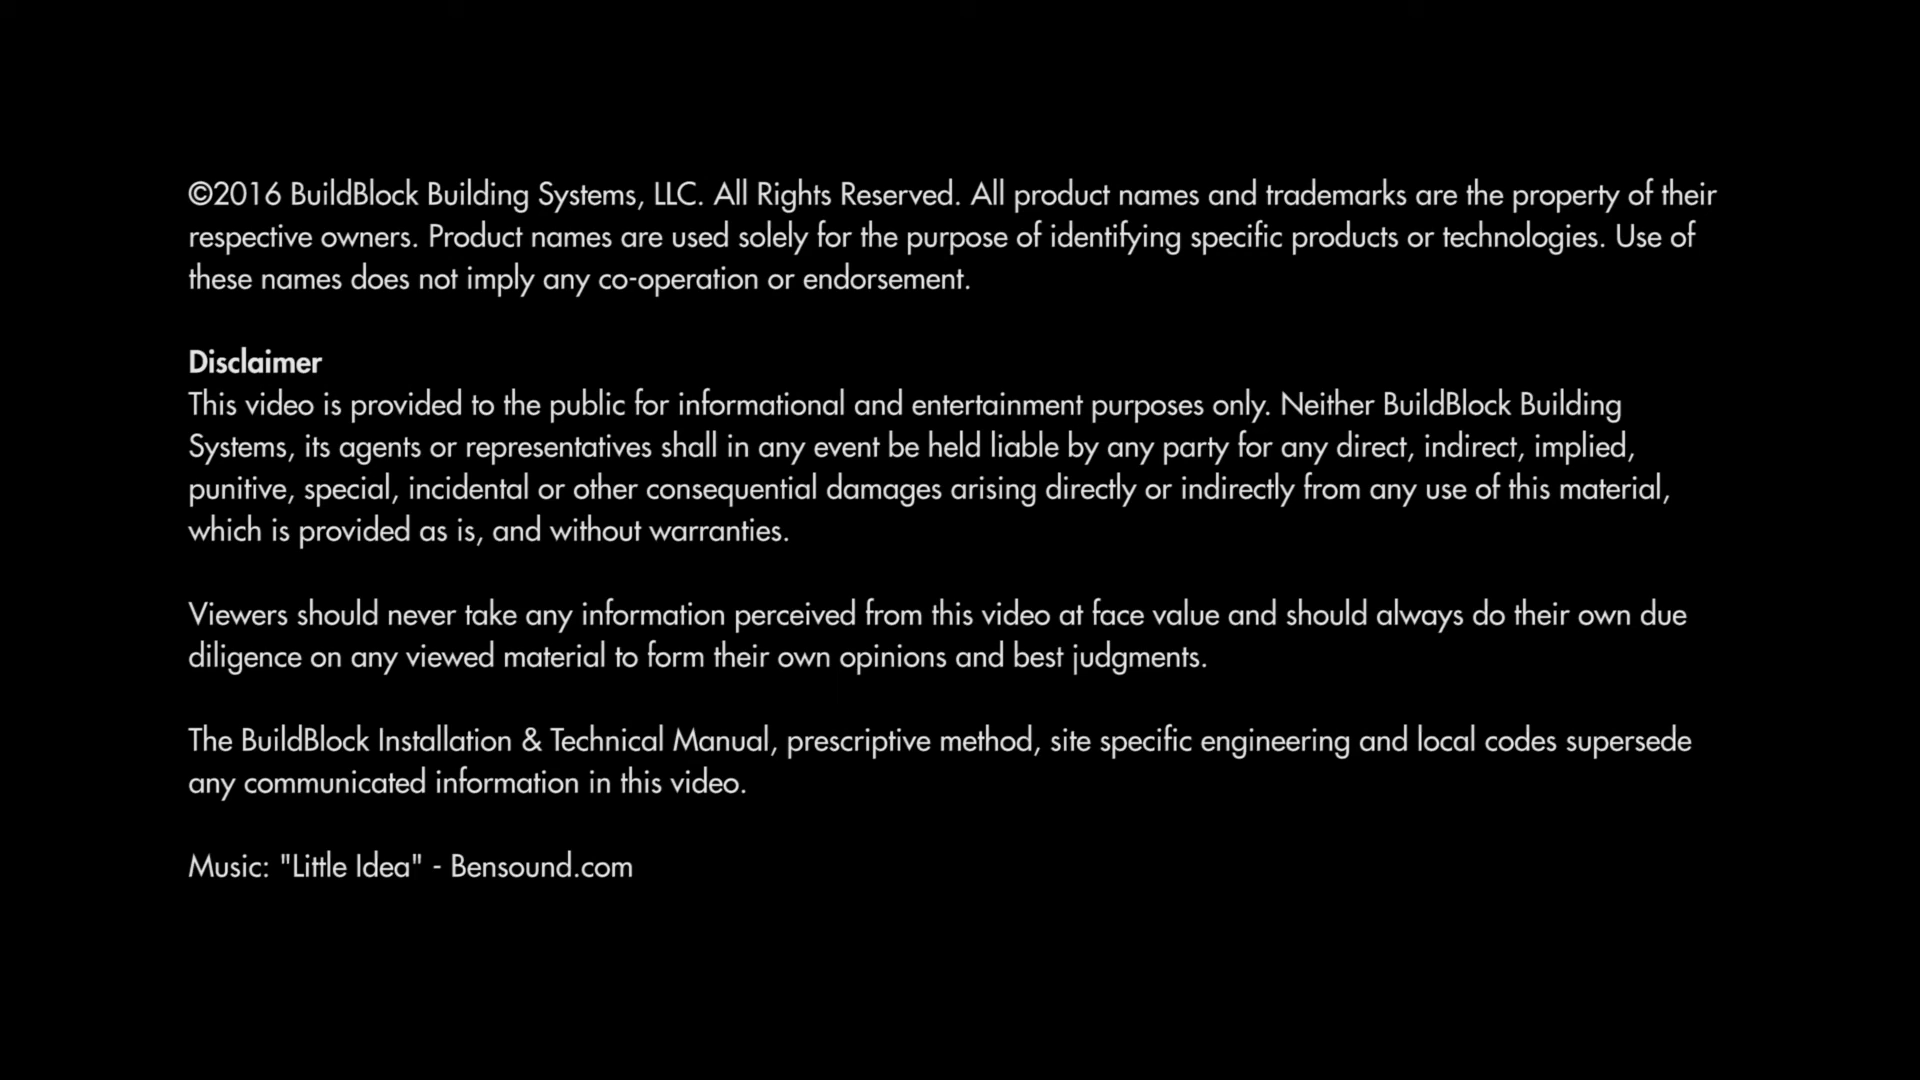 ©2016 BuildBlock Building Systems, LLC. All Rights Reserved. All product names and trademarks are the property of their
respective owners. Product names are used solely for the purpose of identifying specific products or technologies. Use of
these names does not imply any co-operation or endorsement.
Disclaimer
This video is provided to the public for informational and entertainment purposes only. Neither BuildBlock Building
Systems, its agents or representatives shall in any event be held liable by any party for any direct, indirect, implied,
punitive, special, incidental or other consequential damages arising directly or indirectly from any use of this material,
which is provided as is, and without warranties.
Viewers should never take any information perceived from this video at face value and should always do their own due
diligence on any viewed material to form their own opinions and best judgments.
The BuildBlock Installation & Technical Manual, prescriptive method, site specific engineering and local codes supersede
any communicated information in this video.
Music: "Little Idea" - Bensound.com